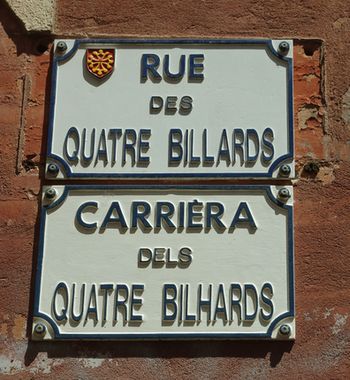 RUE
DES
QUATRE BILLARDS
CARRIÈRA
DELS
QUATRE BILHARDS